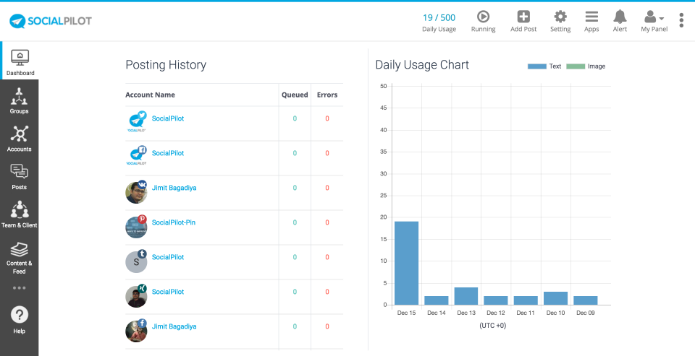 SOCIALPILOT
19 / 500
Daily Usage
Running
Add Post
Setting
Apps
Alert
My Panel
Dashboard
Groups
Accounts
Posts
Team & Client
Content &
Feed
Help
Posting History
Account Name Queued Errors
SocialPilot 0 0
SocialPilot 0 0
Jimit Bagadiya 0 0
SocialPilot-Pin 0 0
S SocialPilot 0 0
SocialPilot 0 0
Jimit Bagadiya 0 0
Daily Usage Chart
Text Image
50
45
40
35
30
25
20
15
10
5
0
Dec 15 Dec 14 Dec 13 Dec 12 Dec 11 Dec 10 Dec 09
(UTC +0)